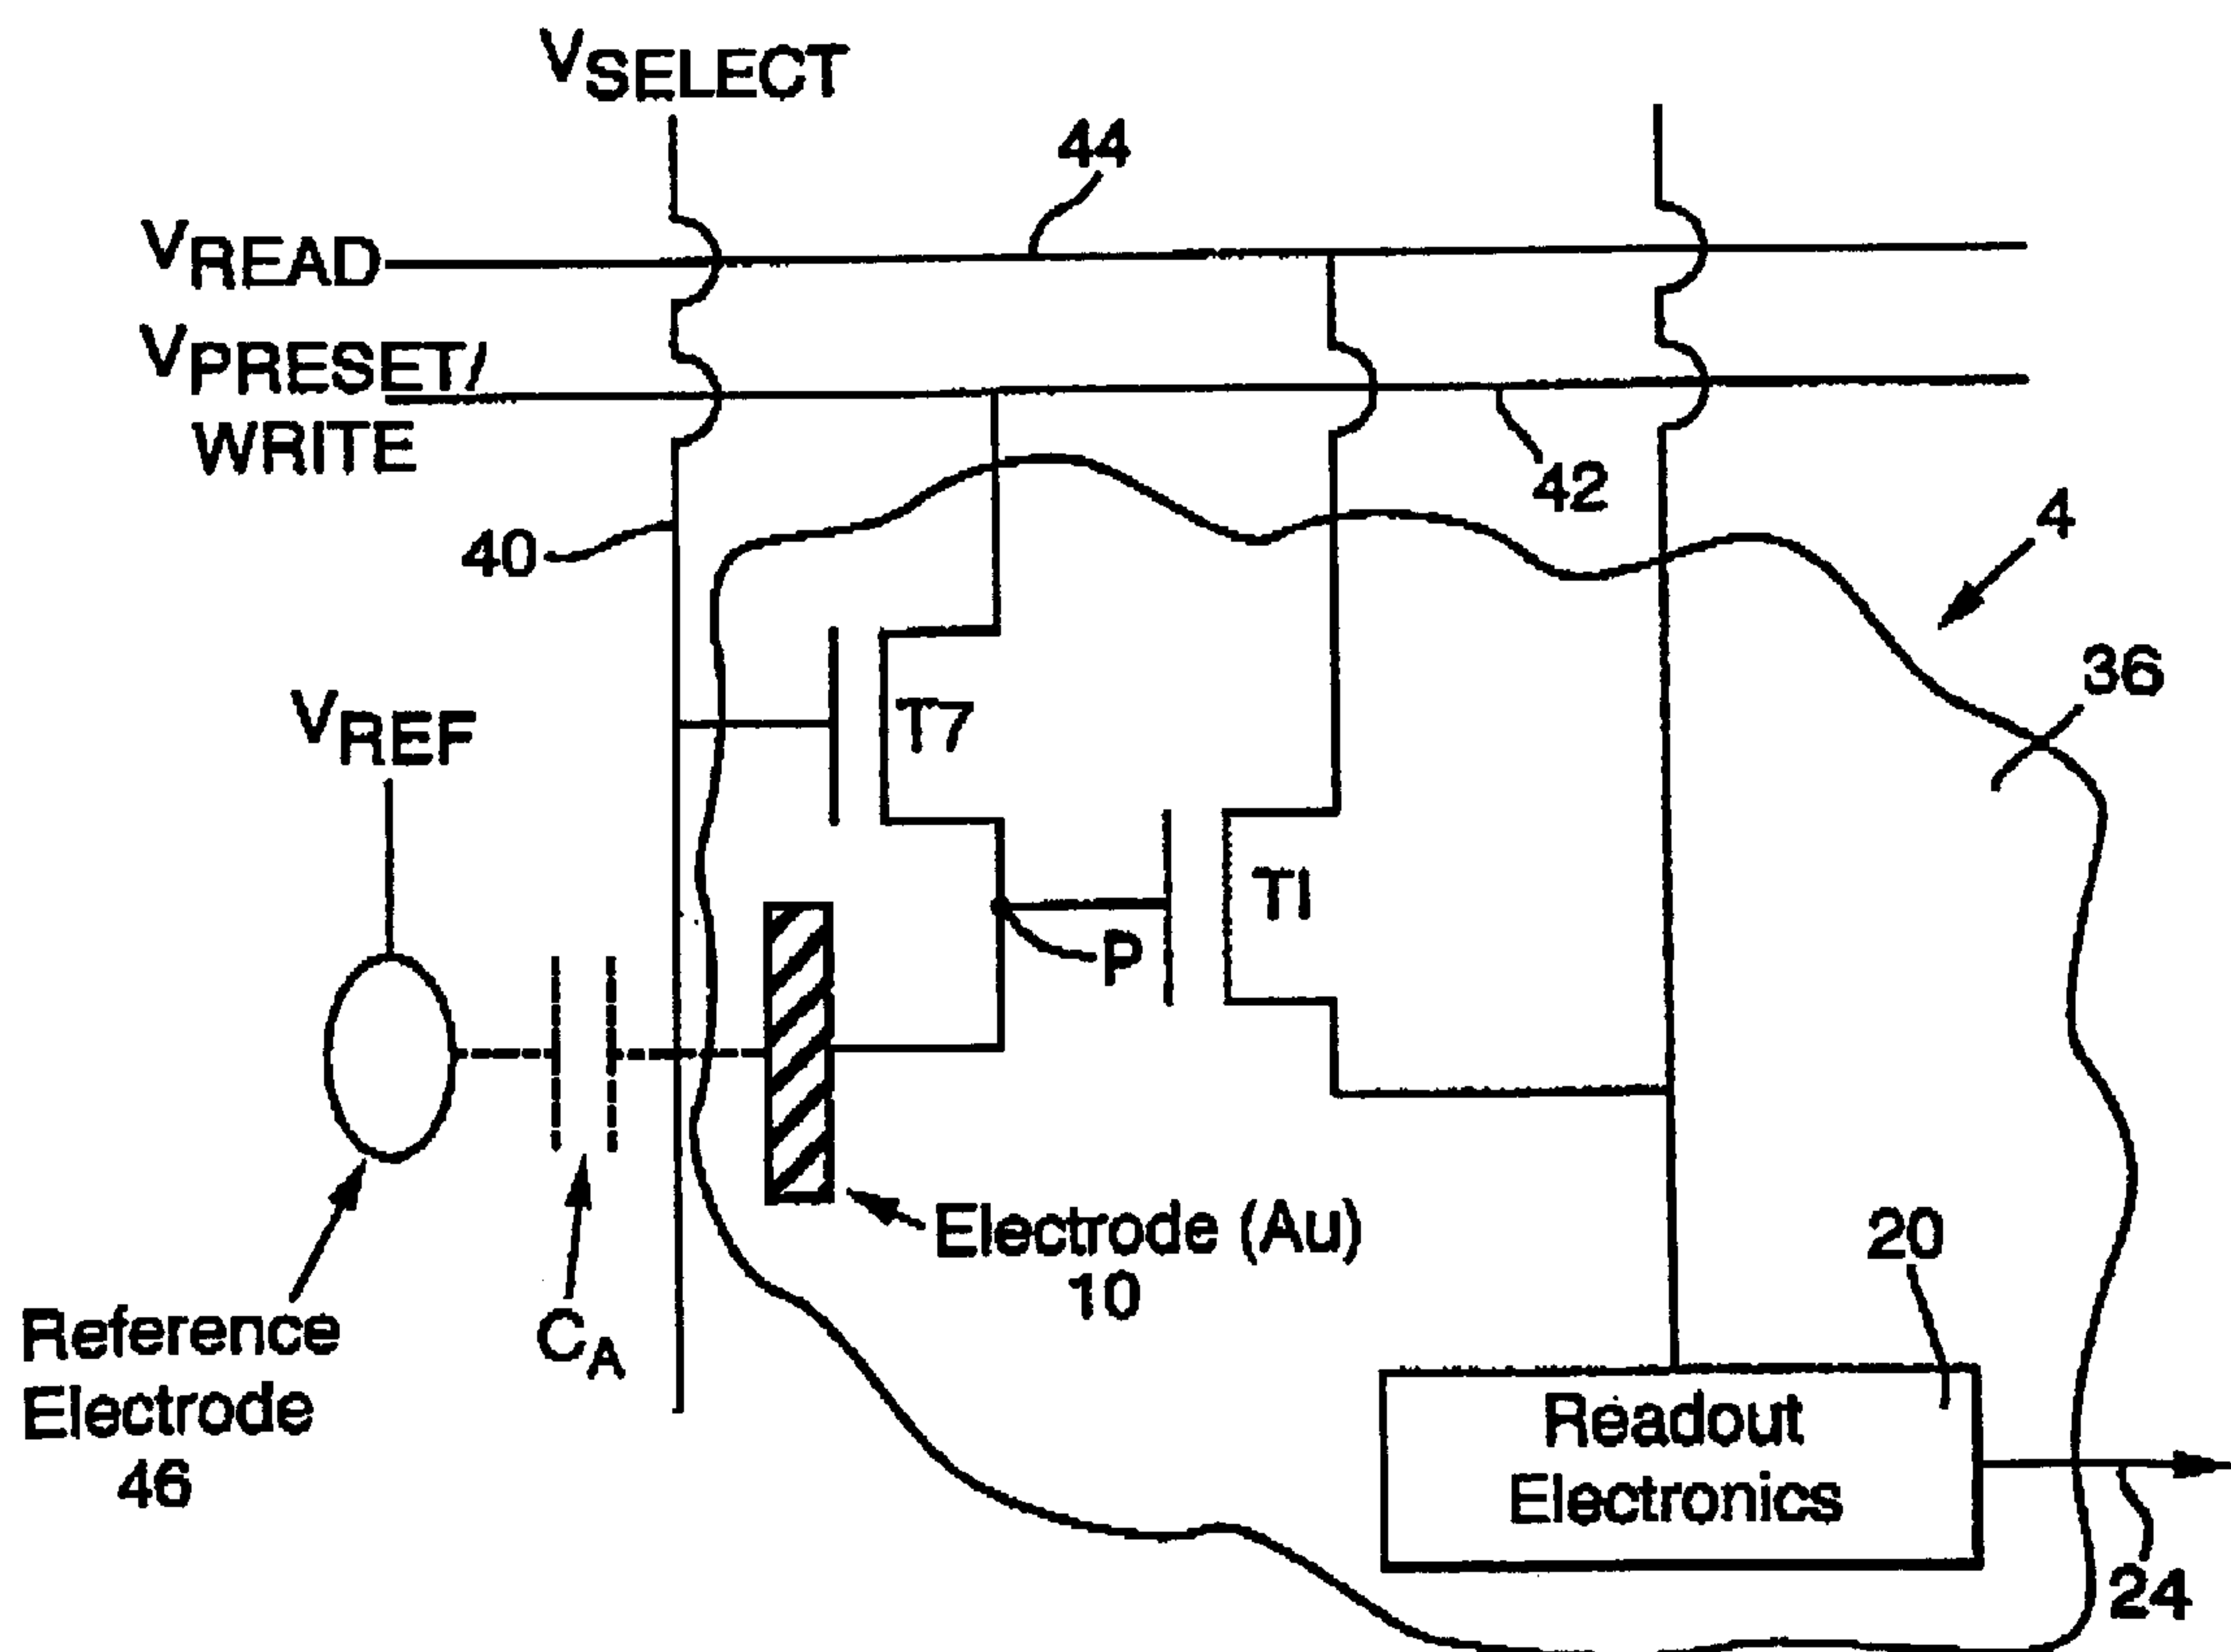 VSELECT
44
VREAD
VPRESET/
WRITE
42
40
4
36
VREF
T7
T1
P
Electrode (Au)
10
20
Reference
Electrode
46
CA
Readout
Electronics
24